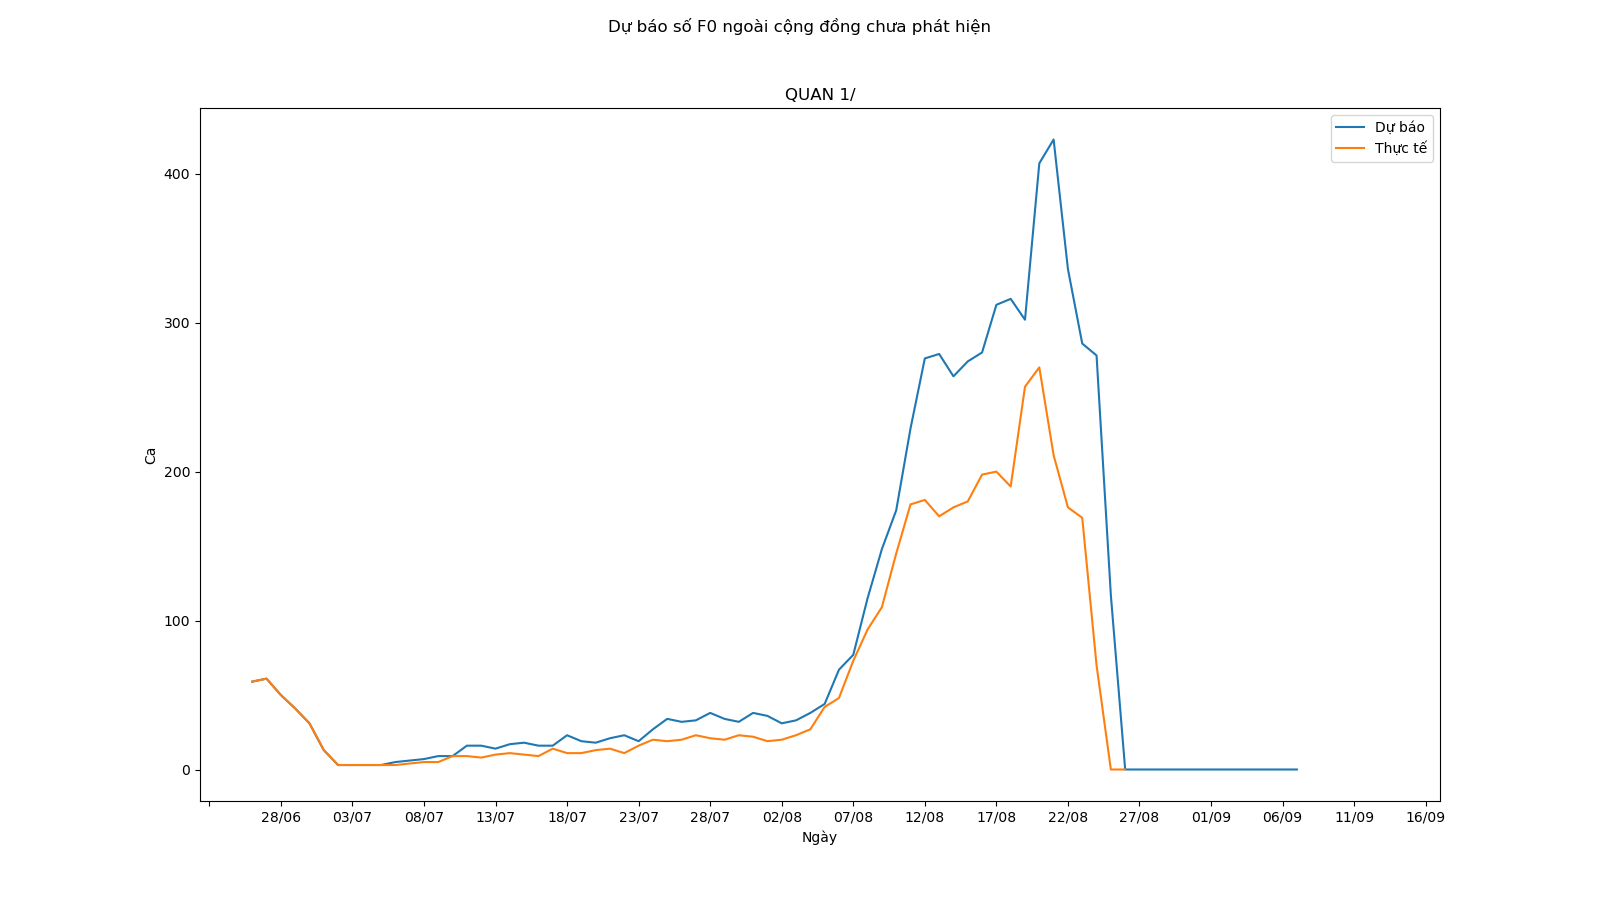 Dự báo số F0 ngoài cộng đồng chưa phát hiện
QUAN 1/
Dự báo
Thực tế
400
300
200
100
0
Ca
28/06 03/07 08/07 13/07 18/07 23/07 28/07 02/08 07/08 12/08 17/08 22/08 27/08 01/09 06/09 11/09 16/09
Ngày